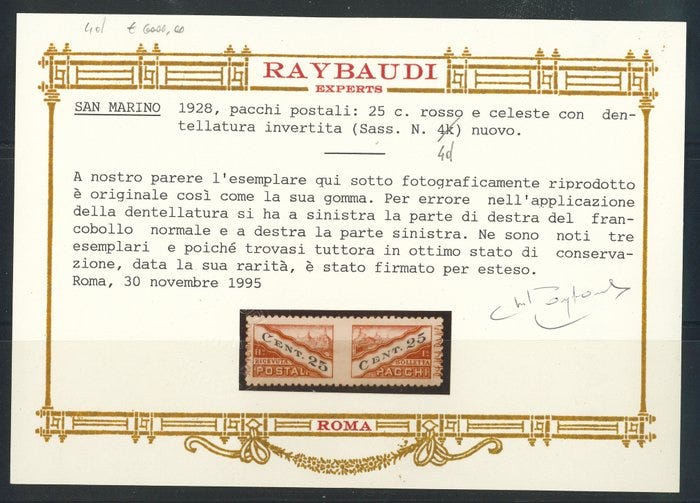 4d € 6000,00
RAYBAUDI
EXPERTS
SAN MARINO 1928, pacchi postali: 25 c. rosso e celeste con den-
tellatura invertita (Sass. N. 4k) nuovo.
4d
A nostro parere l'esemplare qui sotto fotograficamente riprodotto
è originale così come la sua gomma. Per errore nell'applicazione
della dentellatura si ha a sinistra la parte di destra del fran-
cobollo normale e a destra la parte sinistra. Ne sono noti tre
esemplari e poiché trovasi tuttora in ottimo stato di conserva-
zione, data la sua rarità, è stato firmato per esteso.
Roma, 30 novembre 1995
CENT. 25 CENT. 25
RICEVUTA BOLLETTA
POSTALI PACCHI
ROMA